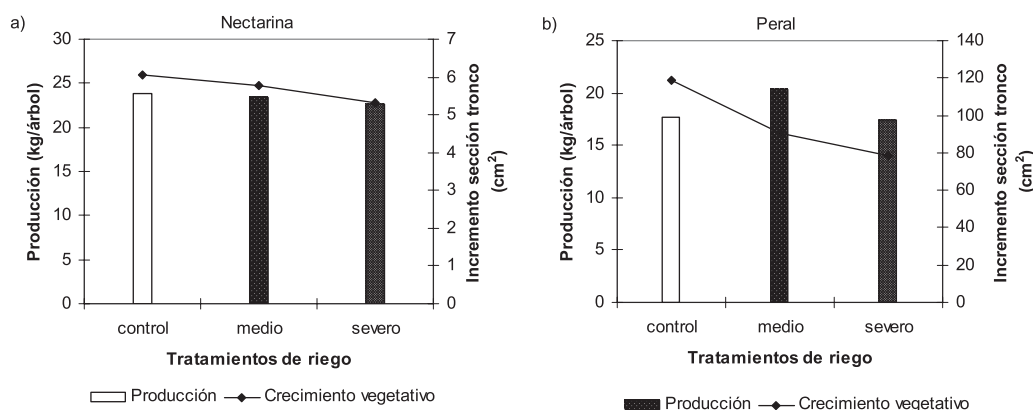 a)
Nectarina
Producción (kg/árbol)
30
25
20
15
10
5
0
7
6
5
4
3
2
1
0
Incremento sección tronco
(cm²)
control medio severo
Tratamientos de riego
Producción Crecimiento vegetativo
b)
Peral
Producción (kg/árbol)
25
20
15
10
5
0
140
120
100
80
60
40
20
0
Incremento sección tronco
(cm²)
control medio severo
Tratamientos de riego
Producción Crecimiento vegetativo